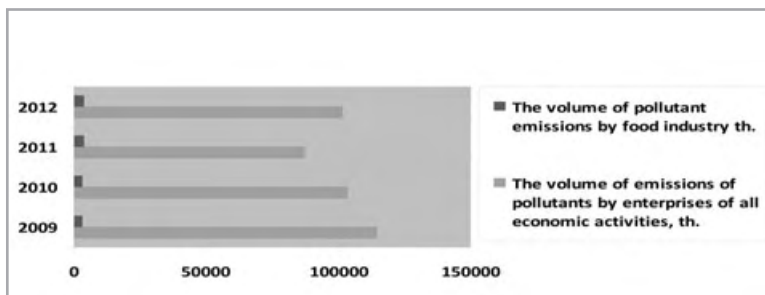 2012
2011
2010
2009
0 50000 100000 150000
The volume of pollutant
emissions by food industry th.
The volume of emissions of
pollutants by enterprises of all
economic activities, th.